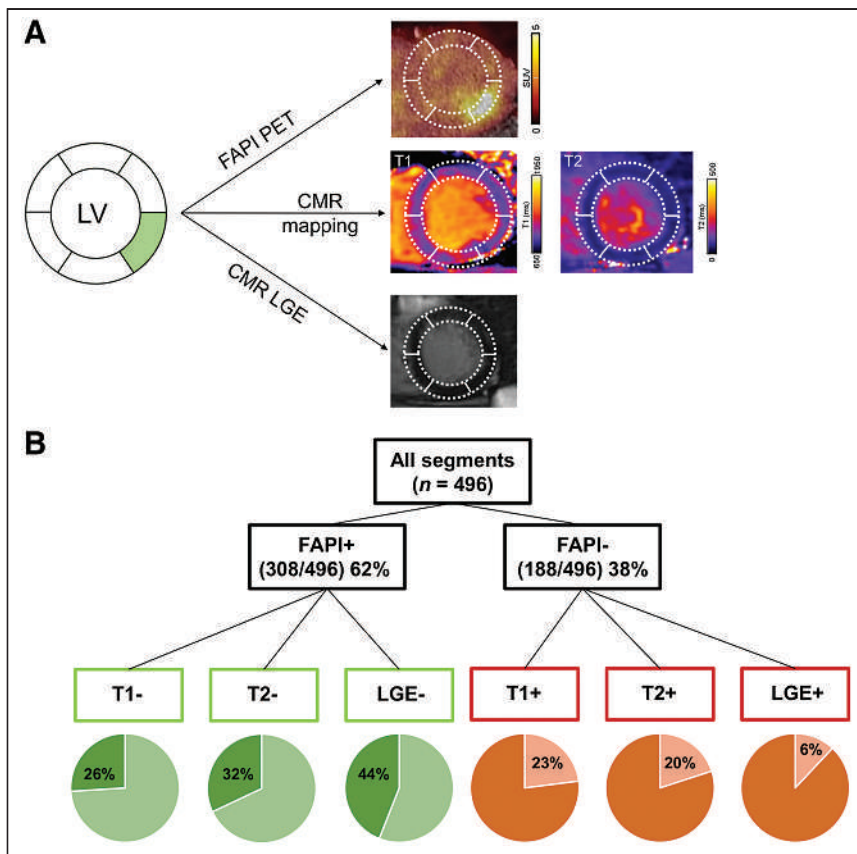 A
LV
FAPI PET
CMR
mapping
CMR LGE
5
SUV
0
T1
1050
T1 (ms)
650
T2
500
T2 (ms)
0
B
All segments
(n = 496)
FAPI+
(308/496) 62%
FAPI-
(188/496) 38%
T1-
T2-
LGE-
T1+
T2+
LGE+
26%
32%
44%
23%
20%
6%